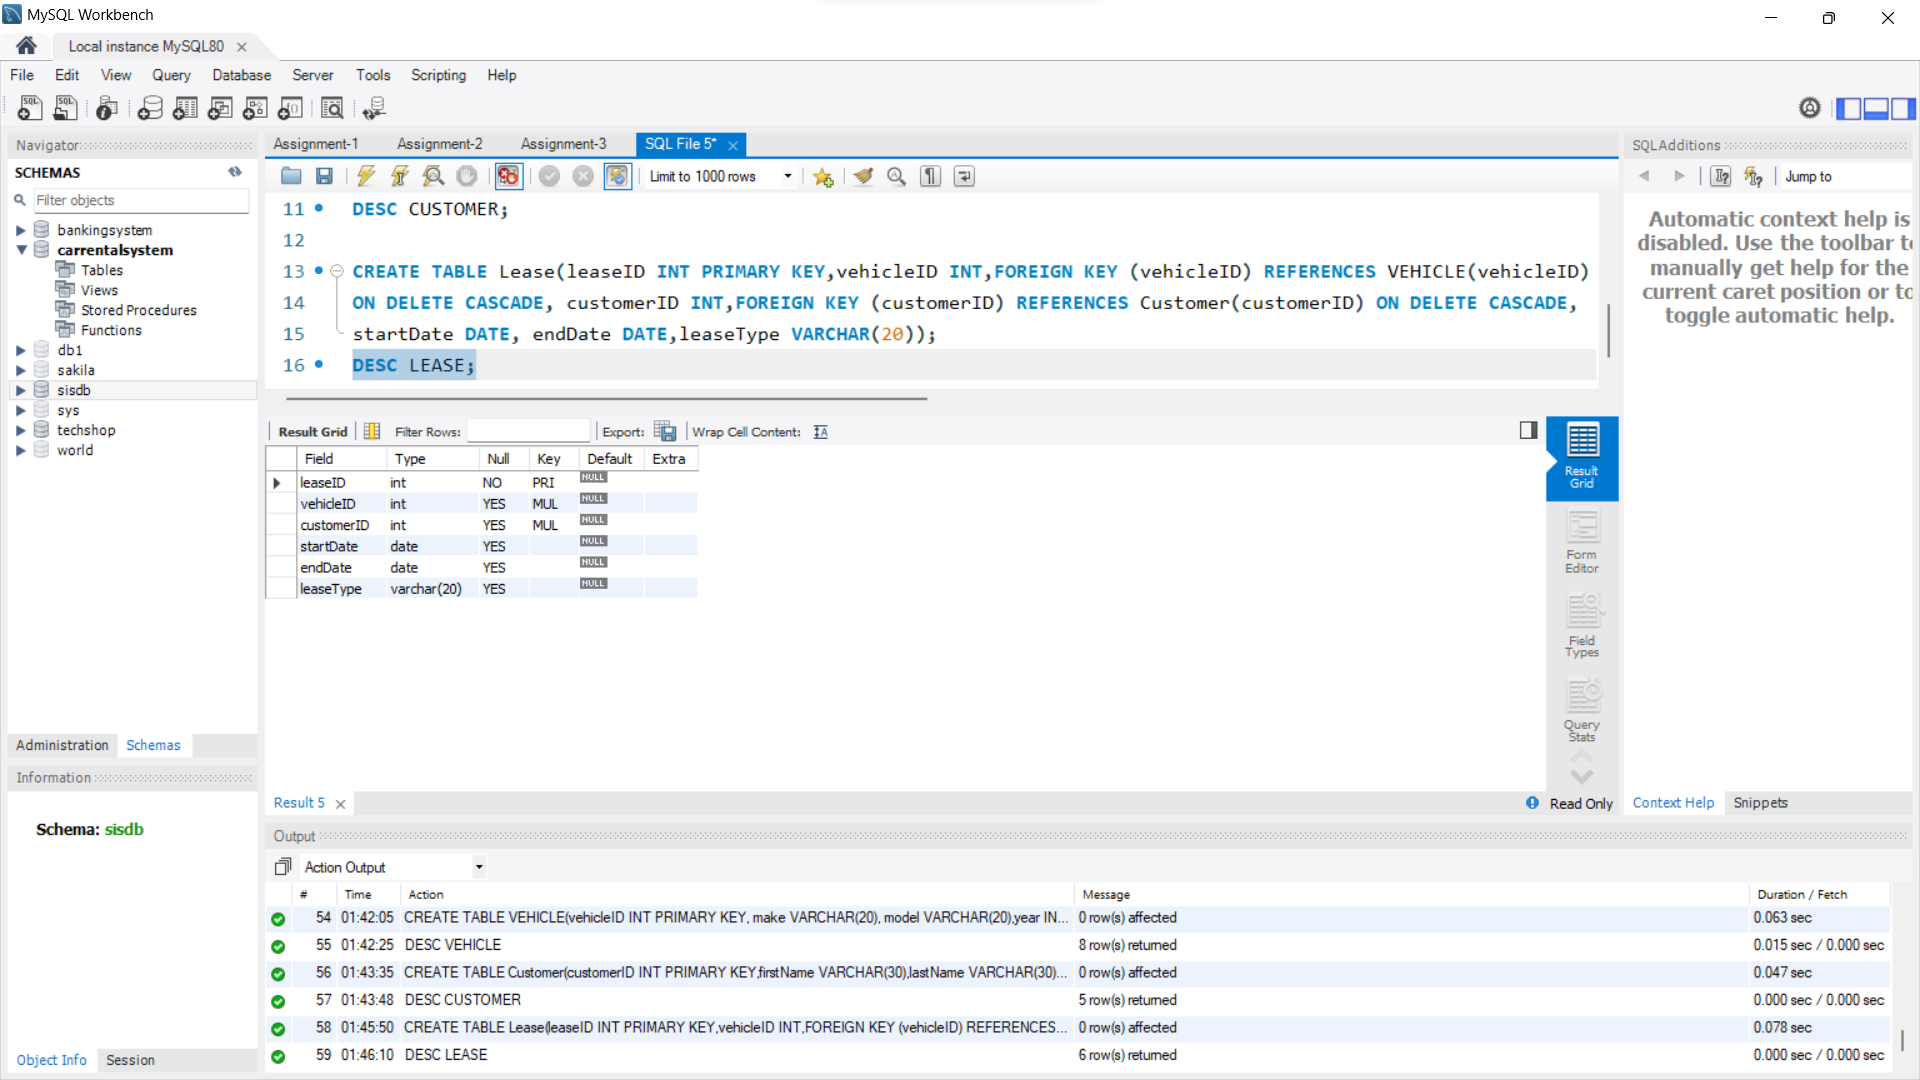 MySQL Workbench
Local instance MySQL80
File Edit View Query Database Server Tools Scripting Help
Navigator
SCHEMAS
Filter objects
bankingsystem
carrentalsystem
Tables
Views
Stored Procedures
Functions
db1
sakila
sisdb
sys
techshop
world
Administration Schemas
Information
Schema: sisdb
Object Info Session
Assignment-1 Assignment-2 Assignment-3 SQL File 5*
Limit to 1000 rows
11 DESC CUSTOMER;
12
13 CREATE TABLE Lease(leaseID INT PRIMARY KEY,vehicleID INT,FOREIGN KEY (vehicleID) REFERENCES VEHICLE(vehicleID)
14 ON DELETE CASCADE, customerID INT,FOREIGN KEY (customerID) REFERENCES Customer(customerID) ON DELETE CASCADE,
15 startDate DATE, endDate DATE,leaseType VARCHAR(20));
16 DESC LEASE;
Result Grid Filter Rows: Export: Wrap Cell Content:
Field Type Null Key Default Extra
leaseID int NO PRI NULL
vehicleID int YES MUL NULL
customerID int YES MUL NULL
startDate date YES NULL
endDate date YES NULL
leaseType varchar(20) YES NULL
Result
Grid
Form
Editor
Field
Types
Query
Stats
Result 5
Read Only
SQLAdditions
Jump to
Automatic context help is
disabled. Use the toolbar to
manually get help for the
current caret position or to
toggle automatic help.
Context Help Snippets
Output
Action Output
# Time Action Message Duration / Fetch
54 01:42:05 CREATE TABLE VEHICLE(vehicleID INT PRIMARY KEY, make VARCHAR(20), model VARCHAR(20),year IN... 0 row(s) affected 0.063 sec
55 01:42:25 DESC VEHICLE 8 row(s) returned 0.015 sec / 0.000 sec
56 01:43:35 CREATE TABLE Customer(customerID INT PRIMARY KEY,firstName VARCHAR(30),lastName VARCHAR(30)... 0 row(s) affected 0.047 sec
57 01:43:48 DESC CUSTOMER 5 row(s) returned 0.000 sec / 0.000 sec
58 01:45:50 CREATE TABLE Lease(leaseID INT PRIMARY KEY,vehicleID INT,FOREIGN KEY (vehicleID) REFERENCES... 0 row(s) affected 0.078 sec
59 01:46:10 DESC LEASE 6 row(s) returned 0.000 sec / 0.000 sec